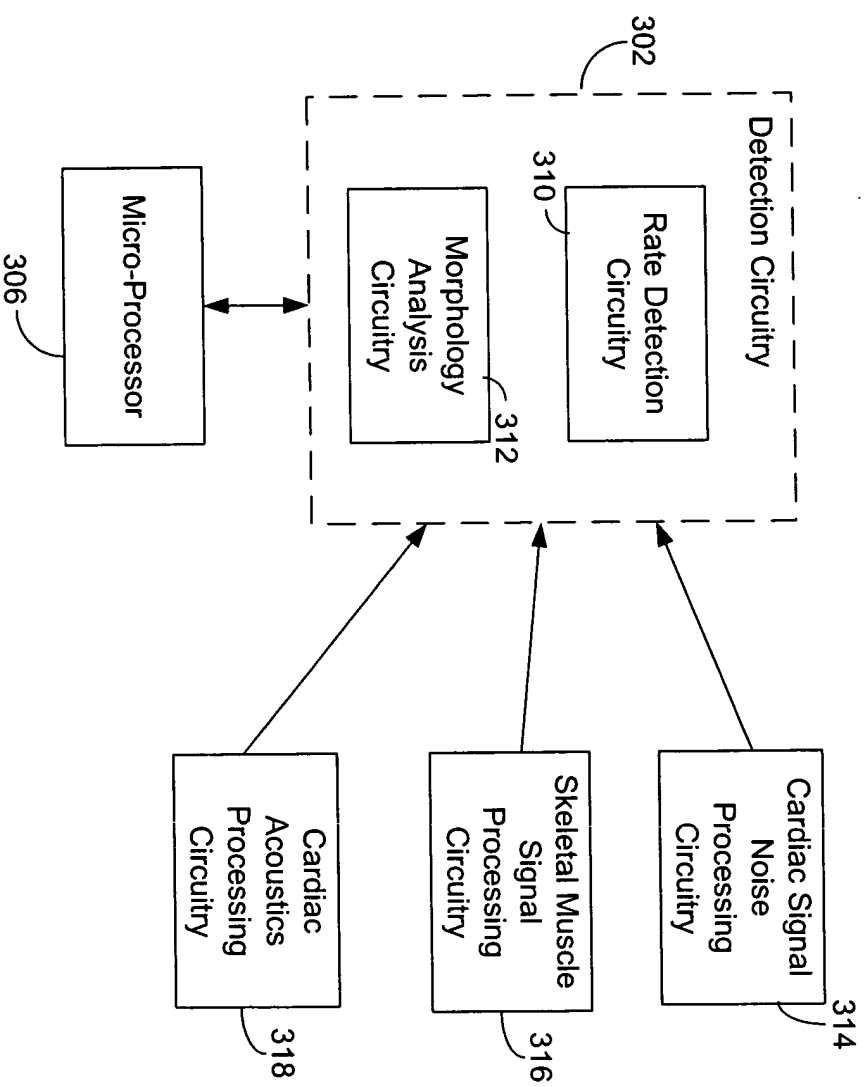 302
Detection Circuitry
310
Rate Detection
Circuitry
Morphology
Analysis
Circuitry
312
Micro-Processor
306
Cardiac Signal
Noise
Processing
Circuitry
314
Skeletal Muscle
Signal
Processing
Circuitry
316
Cardiac
Acoustics
Processing
Circuitry
318